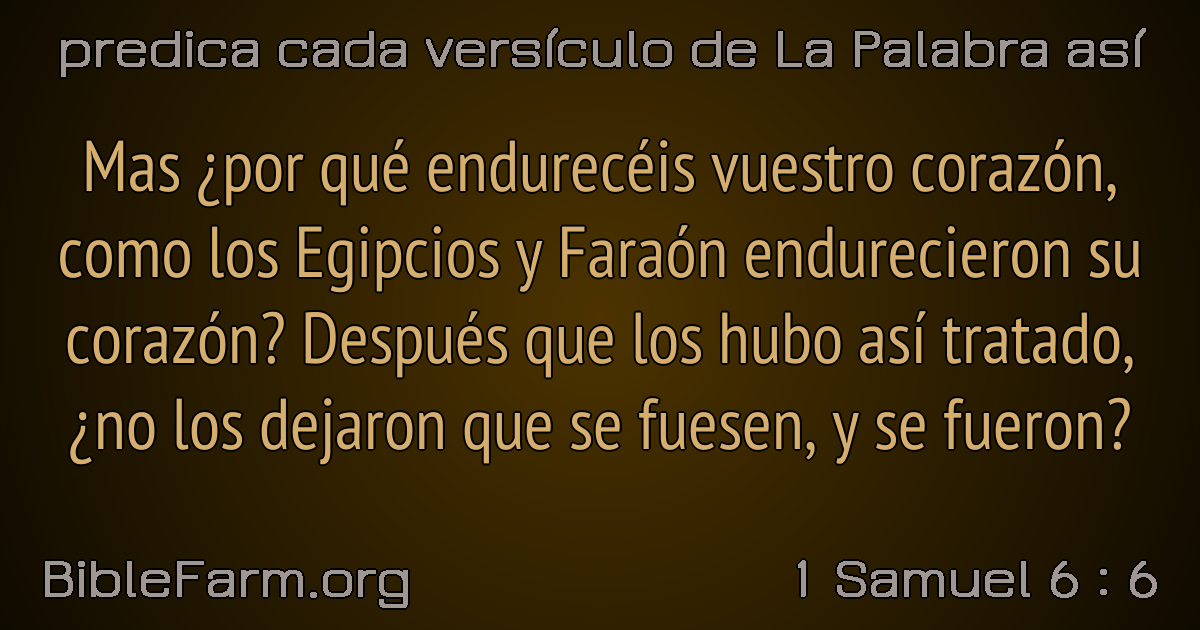 predica cada versículo de La Palabra así
Mas ¿por qué endurecéis vuestro corazón,
como los Egipcios y Faraón endurecieron su
corazón? Después que los hubo así tratado,
¿no los dejaron que se fuesen, y se fueron?
BibleFarm.org
1 Samuel 6 : 6